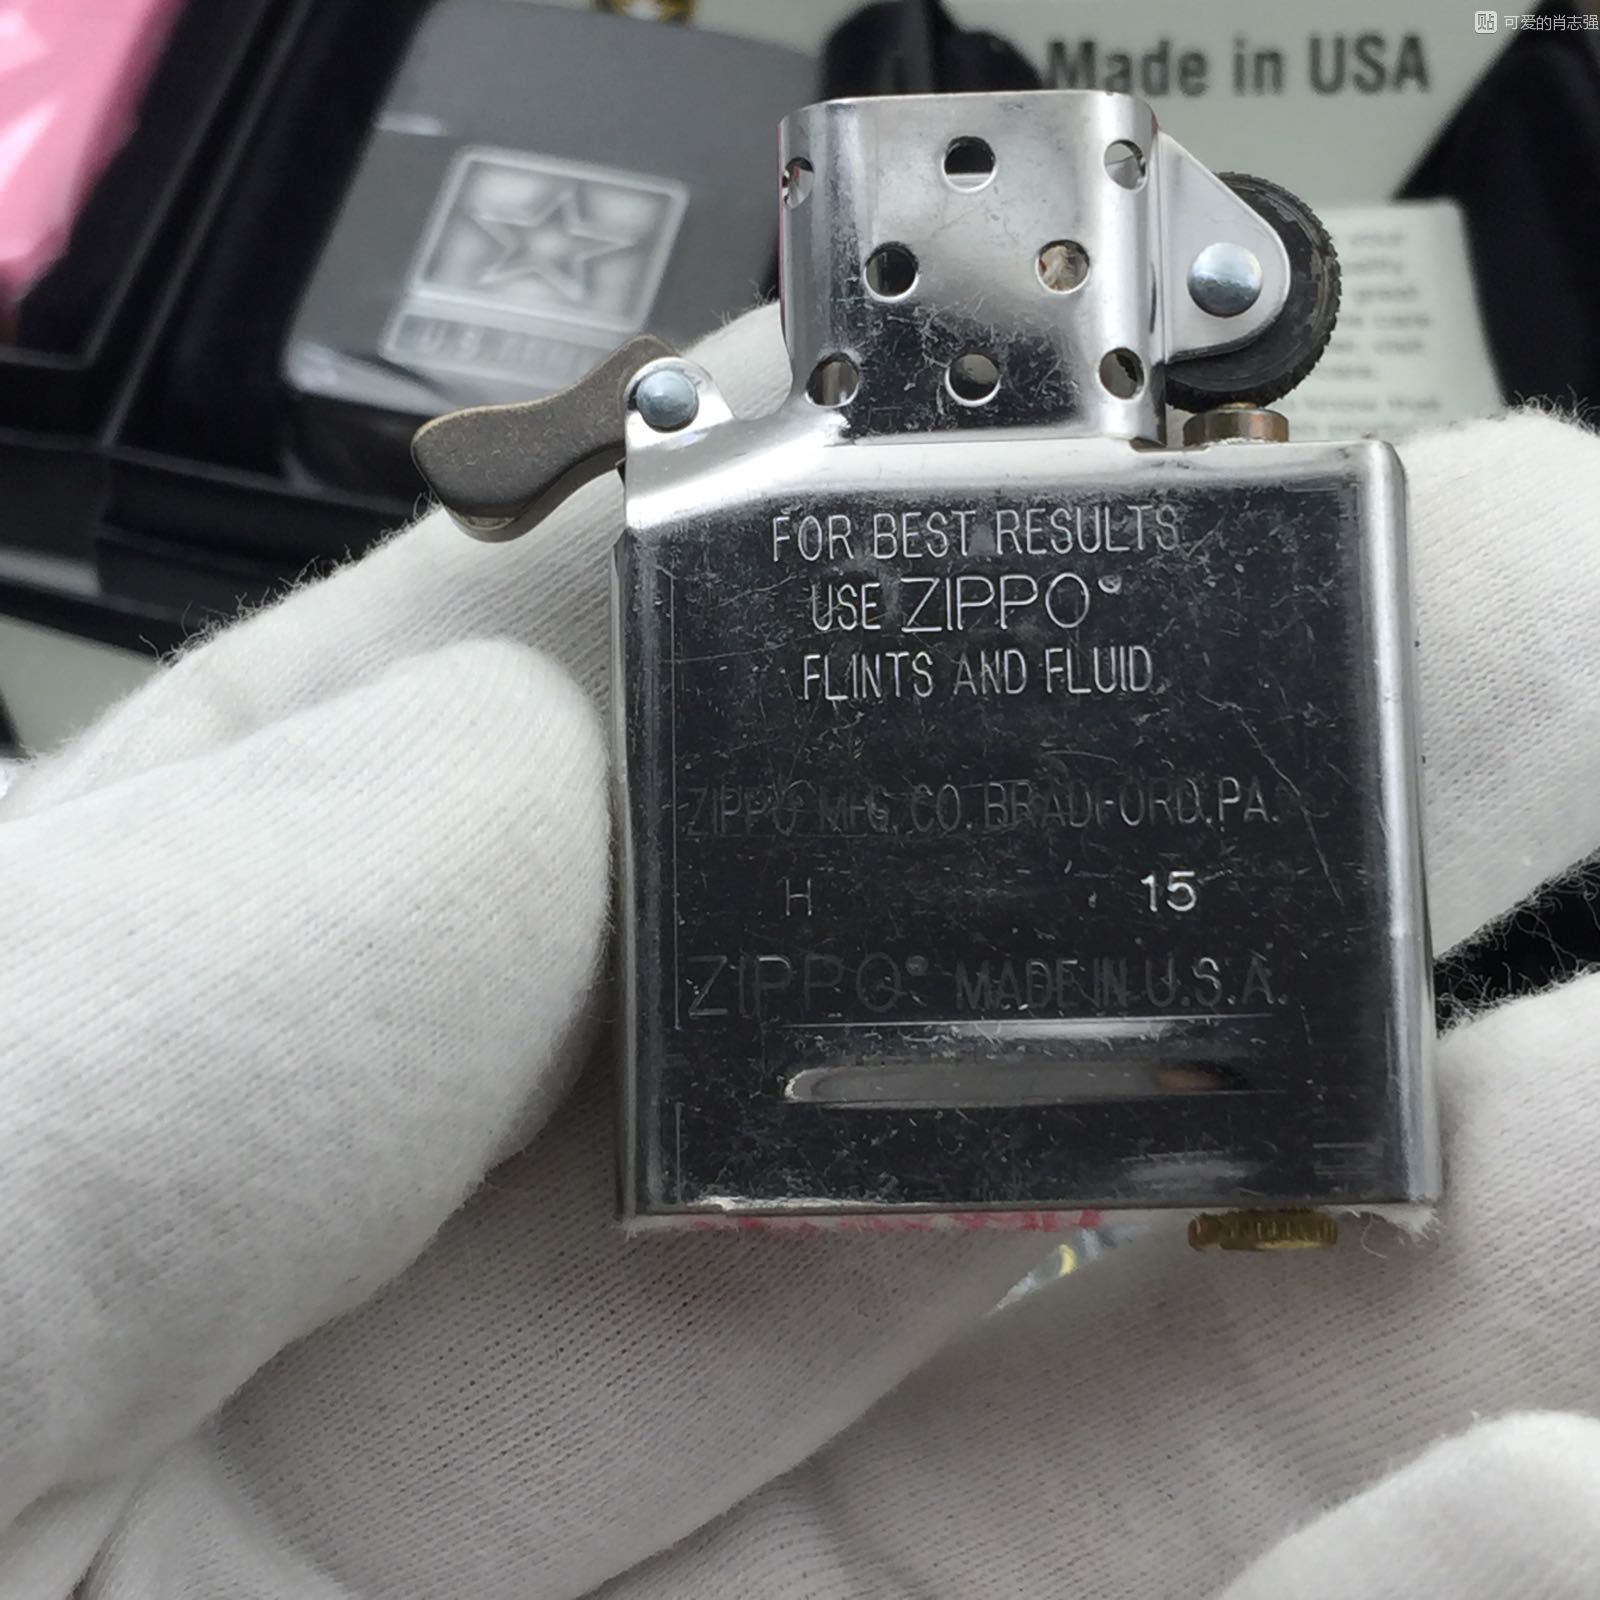 贴 可爱的肖志强
Made in USA
U.S.
FOR BEST RESULTS
USE ZIPPO®
FLINTS AND FLUID
ZIPPO MFG. CO. BRADFORD, PA.
H 15
ZIPPO® MADE IN U.S.A.